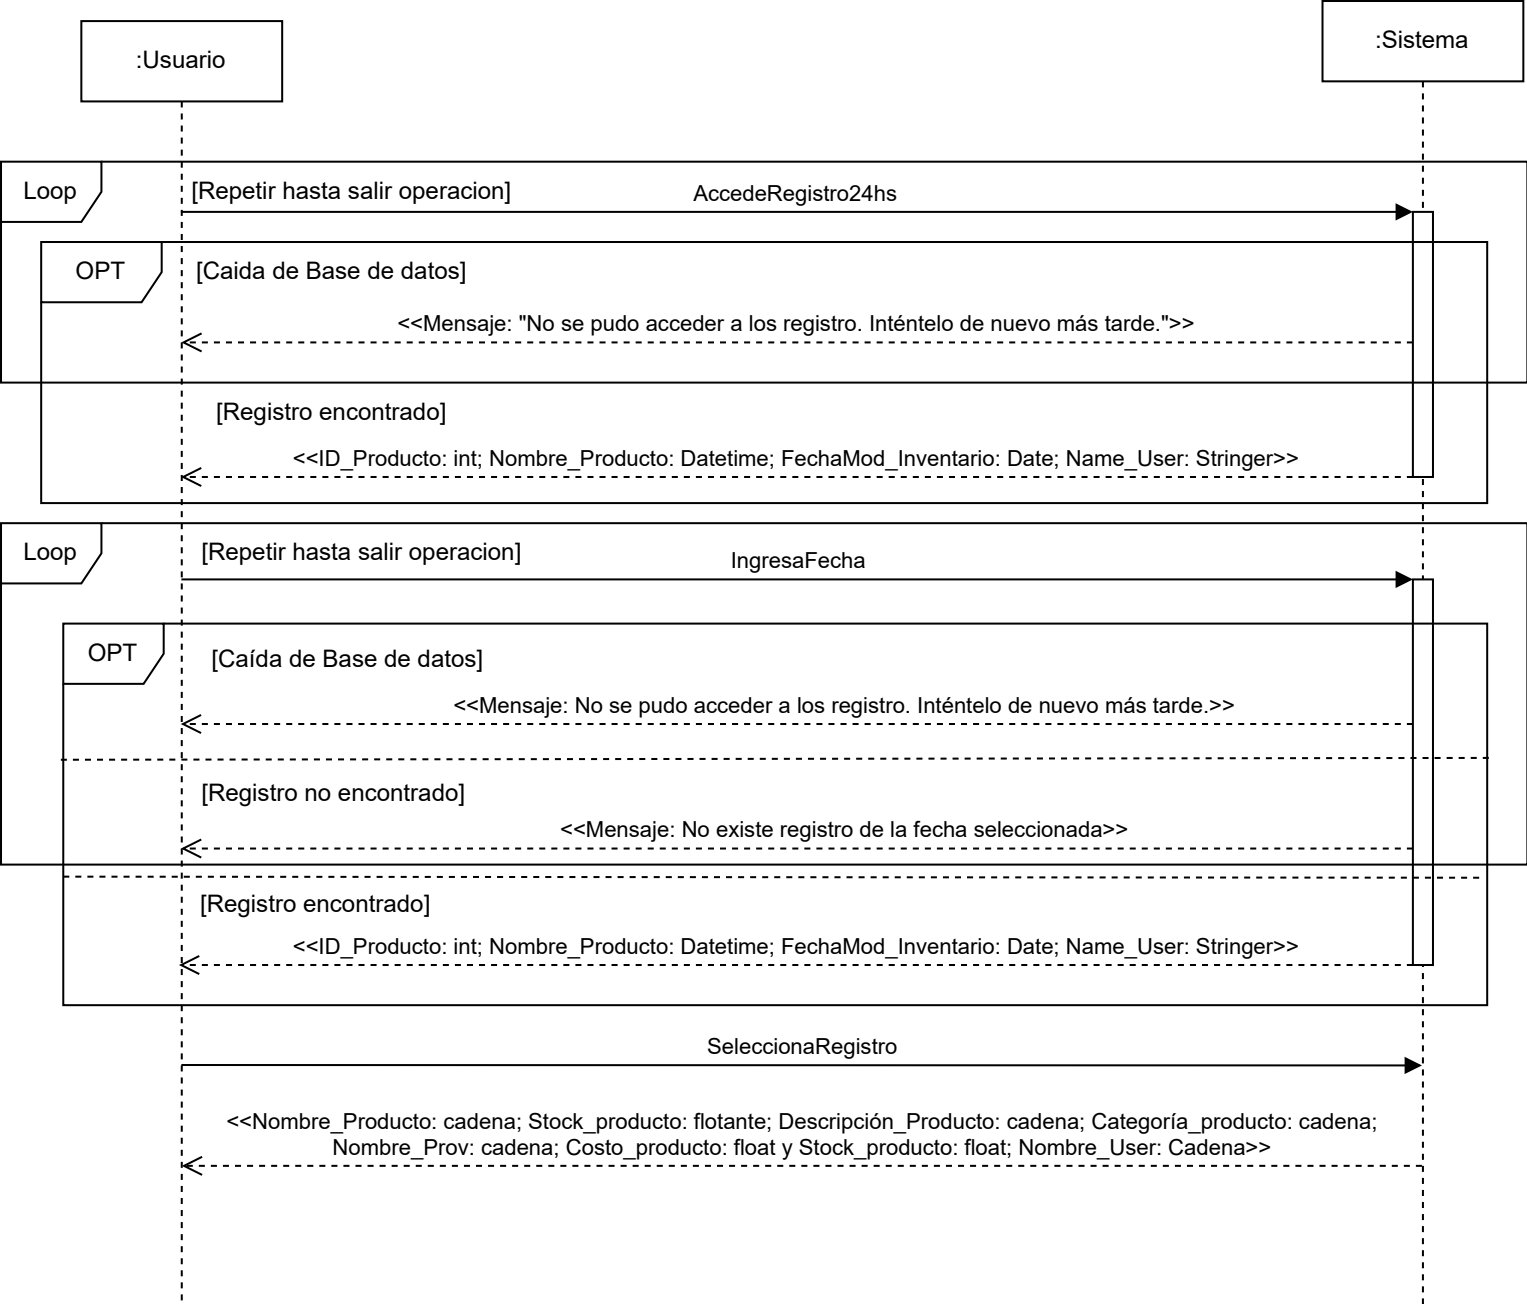 :Usuario
:Sistema
Loop
[Repetir hasta salir operacion]
AccedeRegistro24hs
OPT
[Caida de Base de datos]
<<Mensaje: "No se pudo acceder a los registro. Inténtelo de nuevo más tarde.">>
[Registro encontrado]
<<ID_Producto: int; Nombre_Producto: Datetime; FechaMod_Inventario: Date; Name_User: Stringer>>
Loop
[Repetir hasta salir operacion]
IngresaFecha
OPT
[Caída de Base de datos]
<<Mensaje: No se pudo acceder a los registro. Inténtelo de nuevo más tarde.>>
[Registro no encontrado]
<<Mensaje: No existe registro de la fecha seleccionada>>
[Registro encontrado]
<<ID_Producto: int; Nombre_Producto: Datetime; FechaMod_Inventario: Date; Name_User: Stringer>>
SeleccionaRegistro
<<Nombre_Producto: cadena; Stock_producto: flotante; Descripción_Producto: cadena; Categoría_producto: cadena;
Nombre_Prov: cadena; Costo_producto: float y Stock_producto: float; Nombre_User: Cadena>>